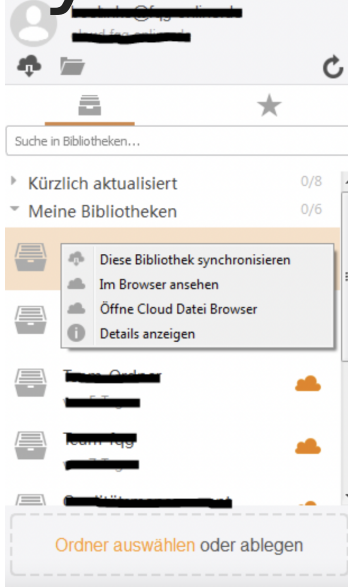 Suche in Bibliotheken...
Kürzlich aktualisiert 0/8
Meine Bibliotheken 0/6
Diese Bibliothek synchronisieren
Im Browser ansehen
Öffne Cloud Datei Browser
Details anzeigen
Ordner auswählen oder ablegen